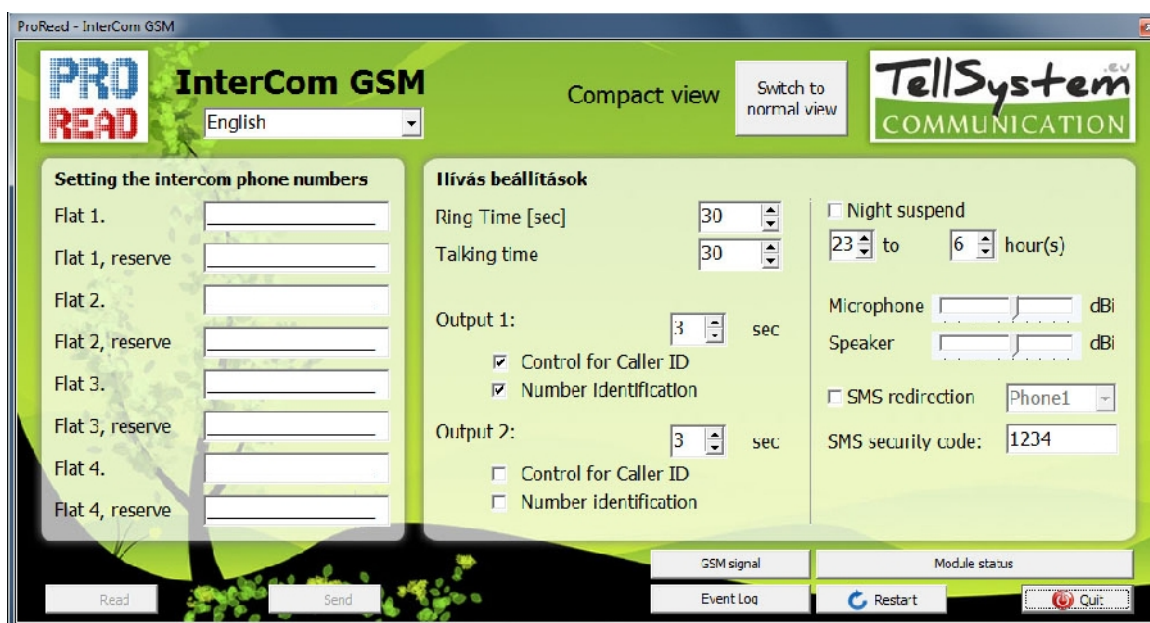 ProRead - InterCom GSM
PRO
READ
InterCom GSM
English
Compact view
Switch to
normal view
TellSystem
.eu
COMMUNICATION
Setting the intercom phone numbers
Flat 1.
Flat 1, reserve
Flat 2.
Flat 2, reserve
Flat 3.
Flat 3, reserve
Flat 4.
Flat 4, reserve
Hívás beállítások
Ring Time [sec] 30
Talking time 30
Output 1: 3 sec
Control for Caller ID
Number Identification
Output 2: 3 sec
Control for Caller ID
Number identification
Night suspend
23 to 6 hour(s)
Microphone dBi
Speaker dBi
SMS redirection Phone1
SMS security code: 1234
GSM signal
Module status
Read
Send
Event Log
Restart
Quit